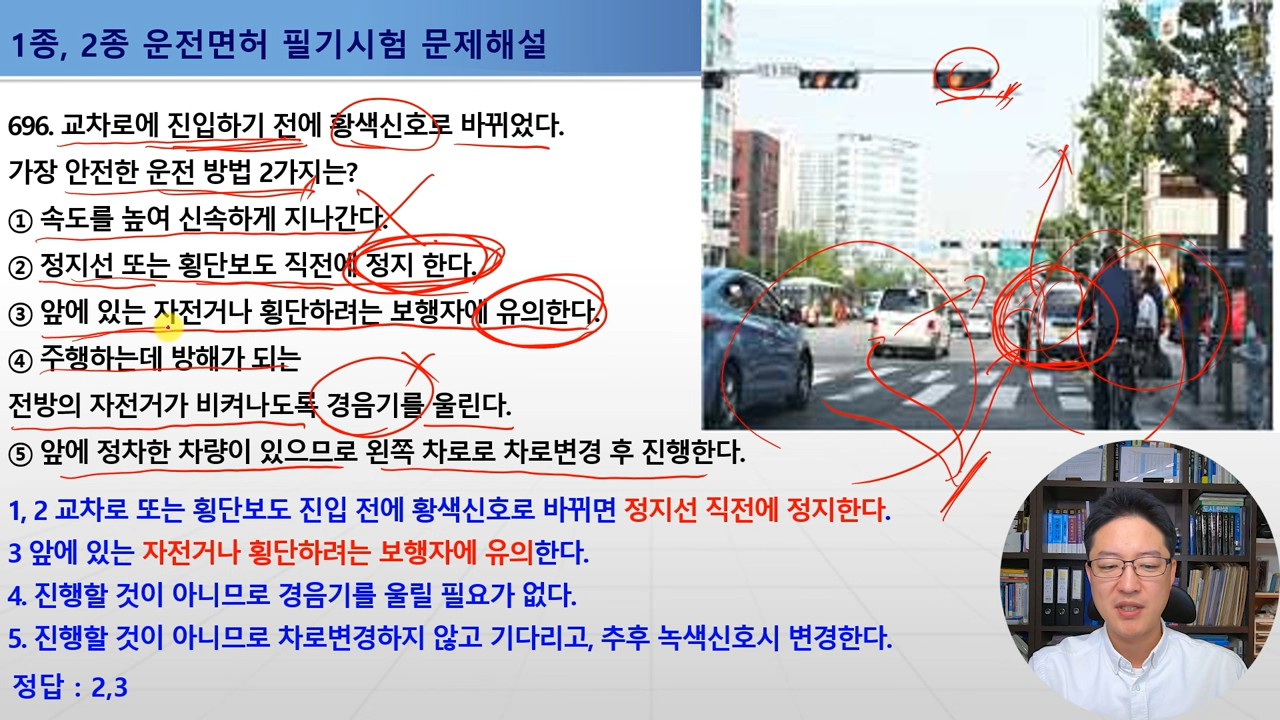 1종, 2종 운전면허 필기시험 문제해설
696. 교차로에 진입하기 전에 황색신호로 바뀌었다.
가장 안전한 운전 방법 2가지는?
① 속도를 높여 신속하게 지나간다.
② 정지선 또는 횡단보도 직전에 정지 한다.
③ 앞에 있는 자전거나 횡단하려는 보행자에 유의한다.
④ 주행하는데 방해가 되는
전방의 자전거가 비켜나도록 경음기를 울린다.
⑤ 앞에 정차한 차량이 있으므로 왼쪽 차로로 차로변경 후 진행한다.
1, 2 교차로 또는 횡단보도 진입 전에 황색신호로 바뀌면 정지선 직전에 정지한다.
3 앞에 있는 자전거나 횡단하려는 보행자에 유의한다.
4. 진행할 것이 아니므로 경음기를 울릴 필요가 없다.
5. 진행할 것이 아니므로 차로변경하지 않고 기다리고, 추후 녹색신호시 변경한다.
정답 : 2,3